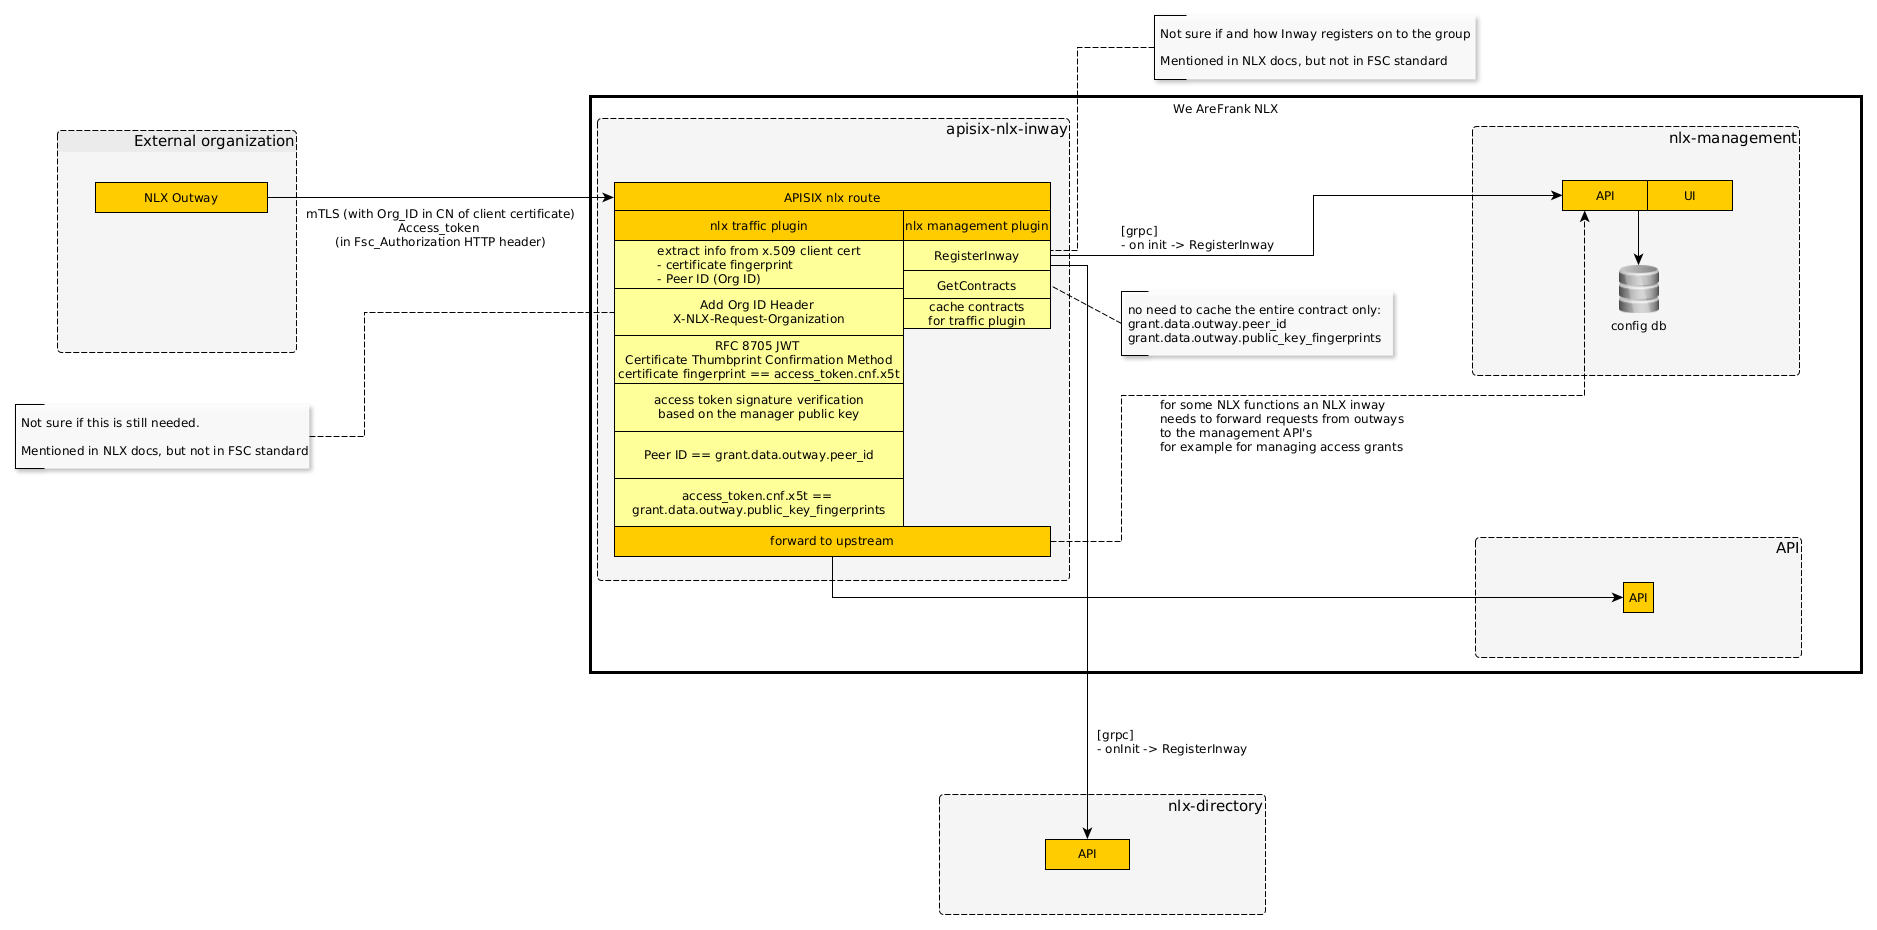 Not sure if and how Inway registers on to the group
Mentioned in NLX docs, but not in FSC standard
We AreFrank NLX
External organization
NLX Outway
mTLS (with Org_ID in CN of client certificate)
Access_token
(in Fsc_Authorization HTTP header)
Not sure if this is still needed.
Mentioned in NLX docs, but not in FSC standard
apisix-nlx-inway
APISIX nlx route
nlx traffic plugin
nlx management plugin
extract info from x.509 client cert
- certificate fingerprint
- Peer ID (Org ID)
Add Org ID Header
X-NLX-Request-Organization
RFC 8705 JWT
Certificate Thumbprint Confirmation Method
certificate fingerprint == access_token.cnf.x5t
access token signature verification
based on the manager public key
Peer ID == grant.data.outway.peer_id
access_token.cnf.x5t ==
grant.data.outway.public_key_fingerprints
RegisterInway
GetContracts
cache contracts
for traffic plugin
forward to upstream
[grpc]
- on init -> RegisterInway
no need to cache the entire contract only:
grant.data.outway.peer_id
grant.data.outway.public_key_fingerprints
for some NLX functions an NLX inway
needs to forward requests from outways
to the management API's
for example for managing access grants
nlx-management
API
UI
config db
API
API
[grpc]
- onInit -> RegisterInway
nlx-directory
API